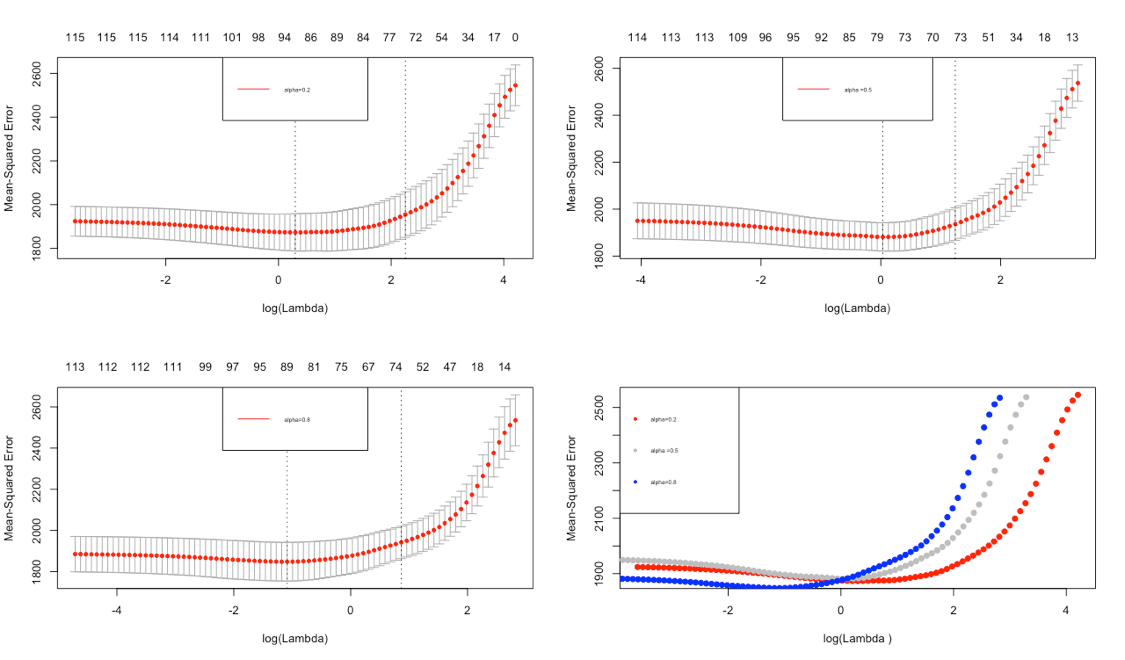 115 115 115 114 111 101 98 94 86 89 84 77 72 54 34 17 0
Mean-Squared Error
1800 2000 2200 2400 2600
alpha=0.2
-2 0 2 4
log(Lambda)
114 113 113 109 96 95 92 85 79 73 70 73 51 34 18 13
Mean-Squared Error
1800 2000 2200 2400 2600
alpha =0.5
-4 -2 0 2
log(Lambda)
113 112 112 111 99 97 95 89 81 75 67 74 52 47 18 14
Mean-Squared Error
1800 2000 2200 2400 2600
alpha=0.8
-4 -2 0 2
log(Lambda)
Mean-Squared Error
1900 2100 2300 2500
alpha=0.2
alpha =0.5
alpha=0.8
-2 0 2 4
log(Lambda )